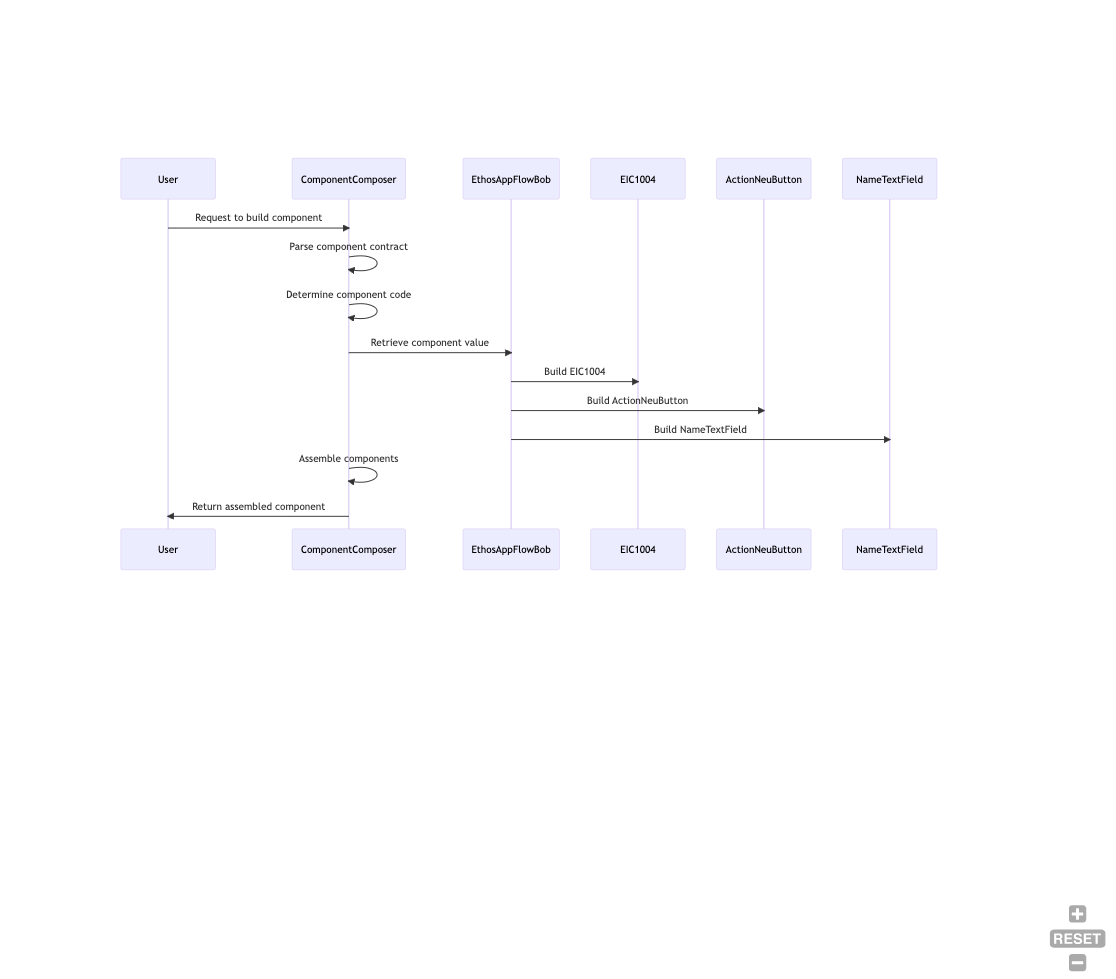 User
ComponentComposer
EthosAppFlowBob
EIC1004
ActionNeuButton
NameTextField
Request to build component
Parse component contract
Determine component code
Retrieve component value
Build EIC1004
Build ActionNeuButton
Build NameTextField
Assemble components
Return assembled component
User
ComponentComposer
EthosAppFlowBob
EIC1004
ActionNeuButton
NameTextField
RESET